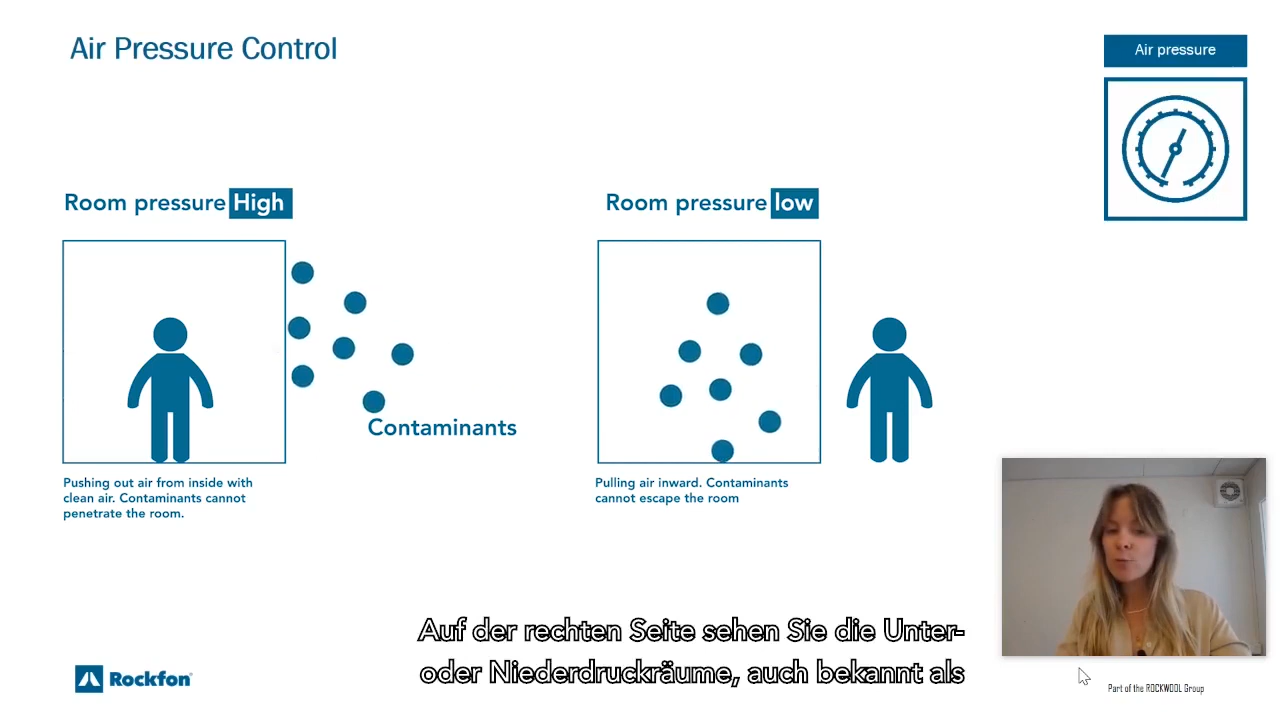 Air Pressure Control
Air pressure
Room pressure High
Room pressure low
Contaminants
Pushing out air from inside with
clean air. Contaminants cannot
penetrate the room.
Pulling air inward. Contaminants
cannot escape the room
Auf der rechten Seite sehen Sie die Unter-
oder Niederdruckräume, auch bekannt als
Rockfon®
Part of the ROCKWOOL Group